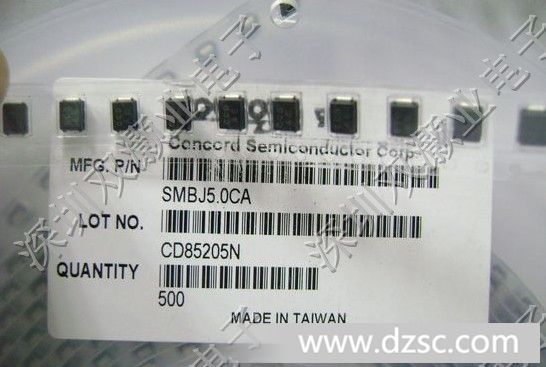 Concord Semiconductor Corp
MFG. P/N
SMBJ5.0CA
LOT NO.
CD85205N
QUANTITY
500
MADE IN TAIWAN
www.dzsc.com